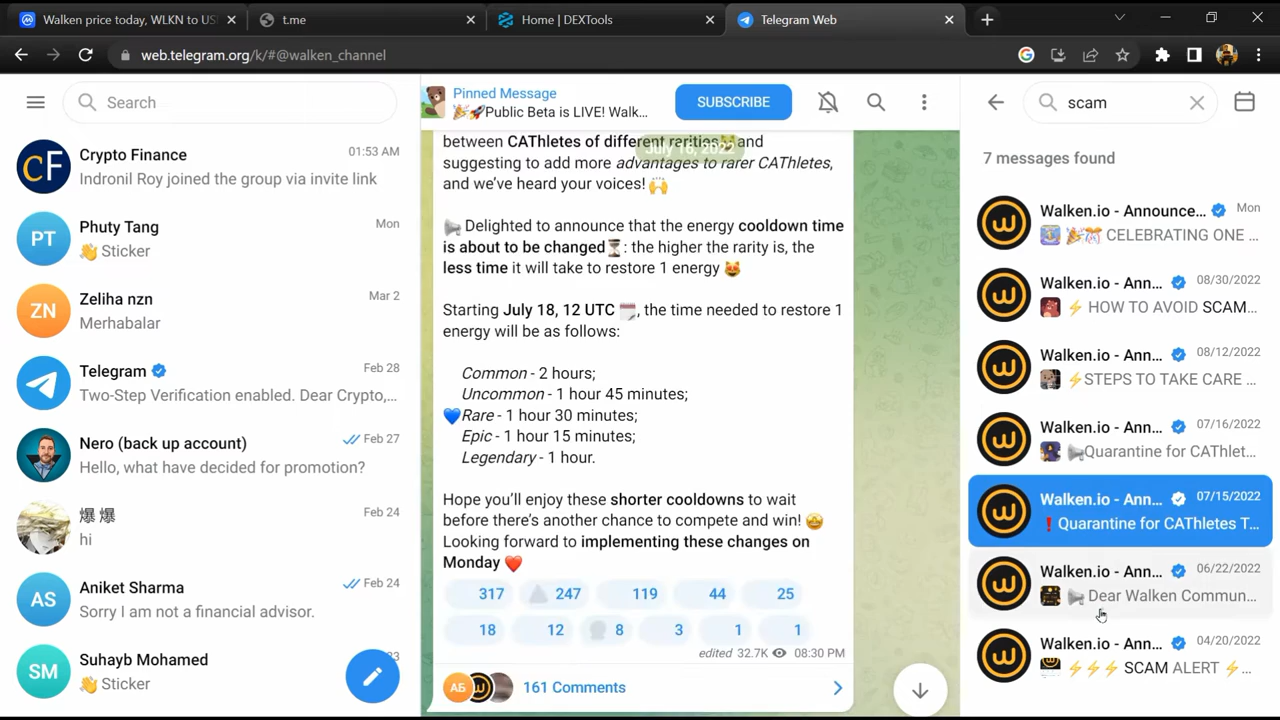 Walken price today, WLKN to US
t.me
Home | DEXTools
Telegram Web
web.telegram.org/k/#@walken_channel
Search
CF
Crypto Finance
01:53 AM
Indronil Roy joined the group via invite link
PT
Phuty Tang
Mon
👋 Sticker
ZN
Zeliha nzn
Mar 2
Merhabalar
Telegram
Feb 28
Two-Step Verification enabled. Dear Crypto,...
Nero (back up account)
Feb 27
Hello, what have decided for promotion?
爆 爆
Feb 24
hi
AS
Aniket Sharma
Feb 24
Sorry I am not a financial advisor.
SM
Suhayb Mohamed
👋 Sticker
Pinned Message
🎉🚀Public Beta is LIVE! Walk...
SUBSCRIBE
between CAThletes of different rarities and
July 16, 2022
suggesting to add more advantages to rarer CAThletes,
and we've heard your voices! 🙌
📢 Delighted to announce that the energy cooldown time
is about to be changed⏳: the higher the rarity is, the
less time it will take to restore 1 energy 😻
Starting July 18, 12 UTC 🗓, the time needed to restore 1
energy will be as follows:
Common - 2 hours;
Uncommon - 1 hour 45 minutes;
💙Rare - 1 hour 30 minutes;
Epic - 1 hour 15 minutes;
Legendary - 1 hour.
Hope you'll enjoy these shorter cooldowns to wait
before there's another chance to compete and win! 🤩
Looking forward to implementing these changes on
Monday ❤️
317 247 119 44 25
18 12 8 3 1 1
edited 32.7K 08:30 PM
АБ
161 Comments
scam
7 messages found
Walken.io - Announce... Mon
🎉🎊 CELEBRATING ONE ...
Walken.io - Ann... 08/30/2022
⚡ HOW TO AVOID SCAM...
Walken.io - Ann... 08/12/2022
⚡STEPS TO TAKE CARE ...
Walken.io - Ann... 07/16/2022
📢Quarantine for CAThlet...
Walken.io - Ann... 07/15/2022
❗Quarantine for CAThletes T...
Walken.io - Ann... 06/22/2022
📢 Dear Walken Commun...
Walken.io - Ann... 04/20/2022
⚡⚡⚡ SCAM ALERT ⚡...